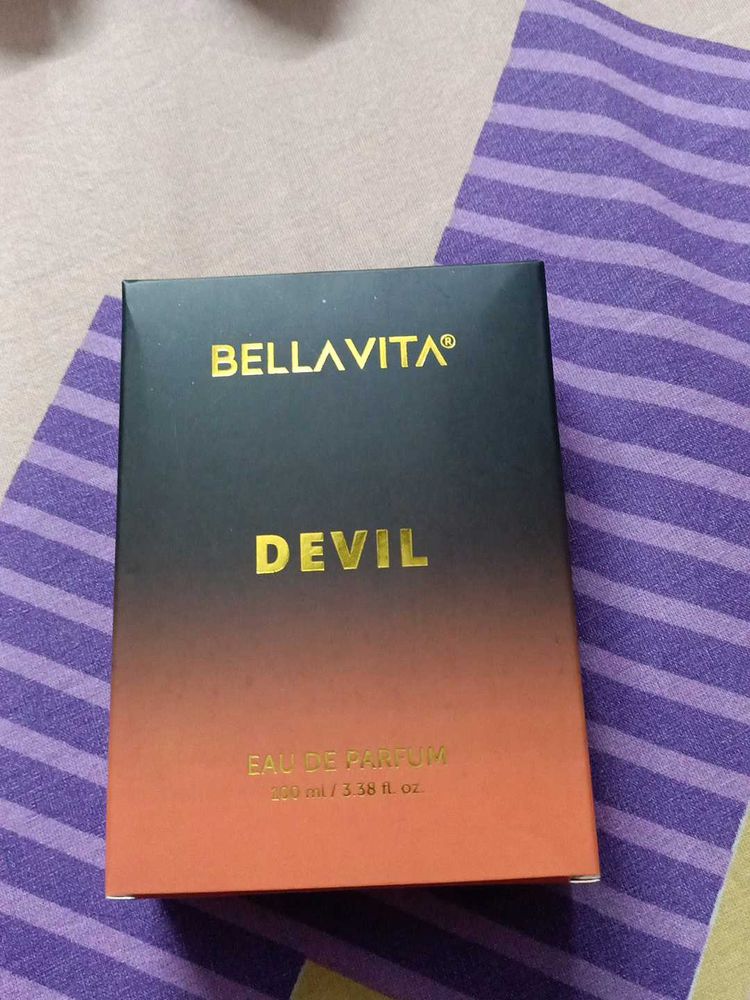 BELLAVITA®
DEVIL
EAU DE PARFUM
100 ml / 3.38 fl. oz.